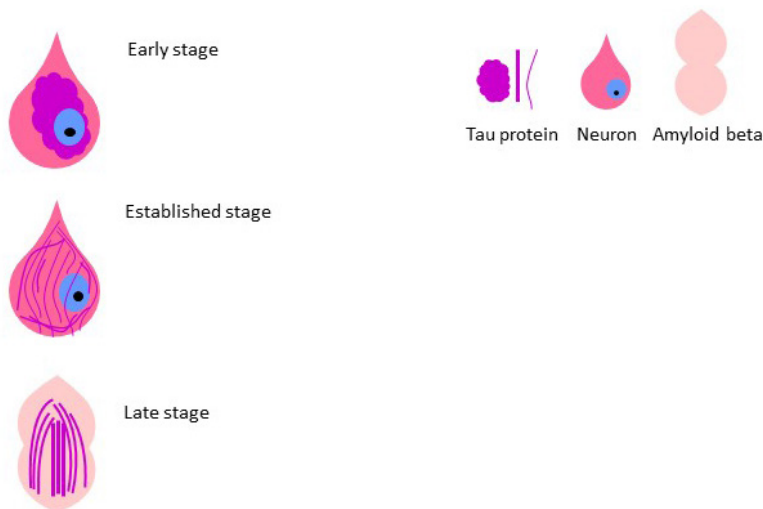 Early stage
Tau protein
Neuron
Amyloid beta
Established stage
Late stage